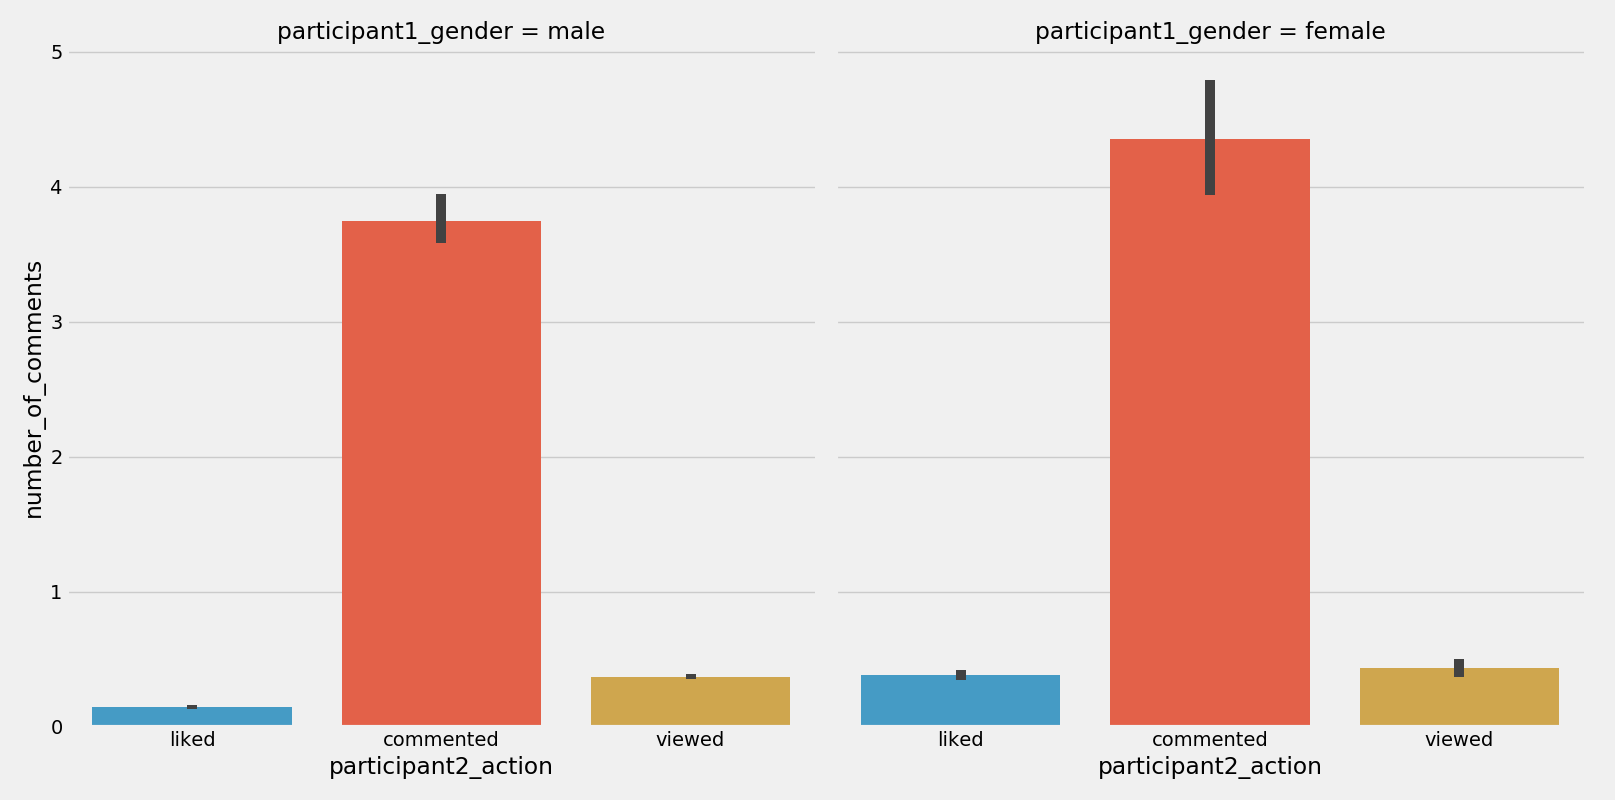 participant1_gender = male
participant1_gender = female
number_of_comments
5
4
3
2
1
0
liked commented viewed
liked commented viewed
participant2_action
participant2_action